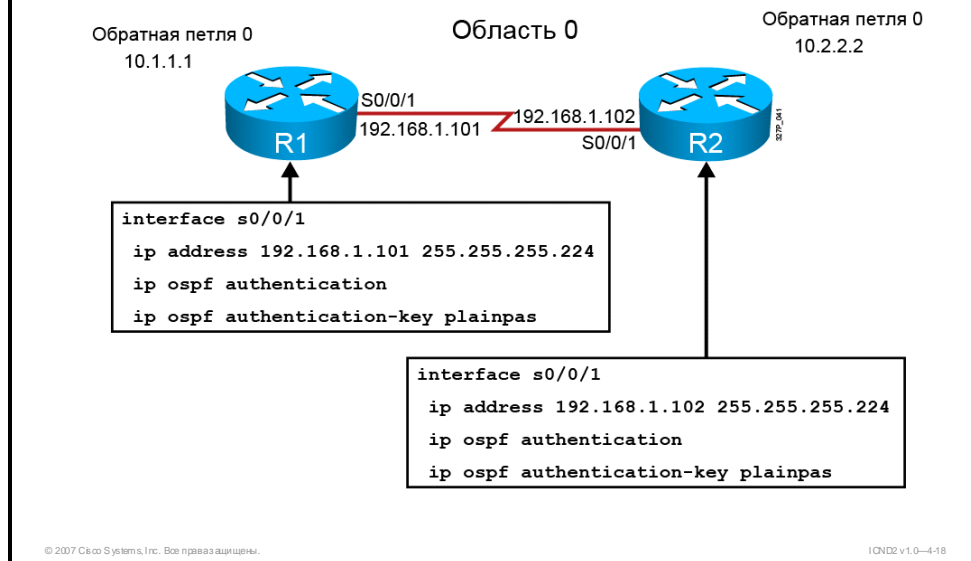 Обратная петля 0
10.1.1.1
Область 0
Обратная петля 0
10.2.2.2
S0/0/1
192.168.1.101
192.168.1.102
S0/0/1
R1
R2
327P_041
interface s0/0/1
ip address 192.168.1.101 255.255.255.224
ip ospf authentication
ip ospf authentication-key plainpas
interface s0/0/1
ip address 192.168.1.102 255.255.255.224
ip ospf authentication
ip ospf authentication-key plainpas
© 2007 Cisco Systems, Inc. Все права защищены.
ICND2 v1.0—4-18